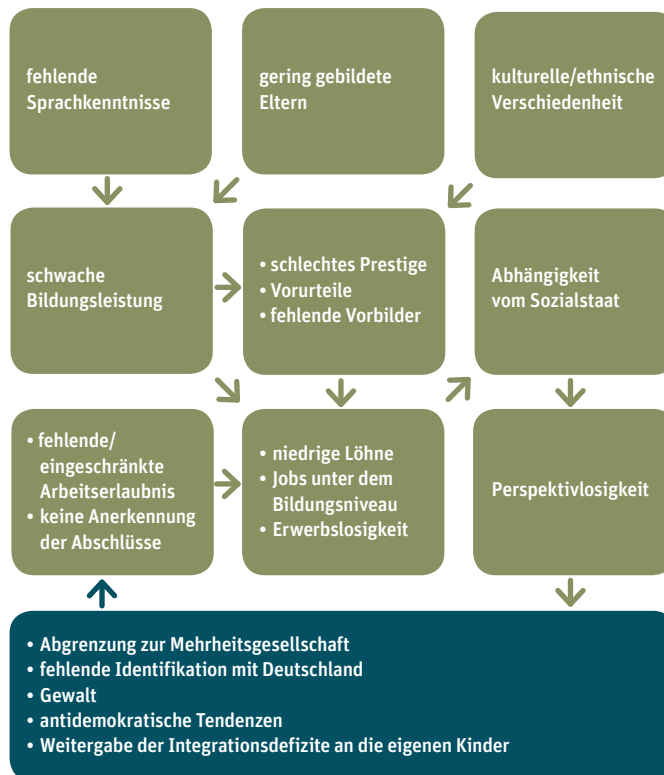 fehlende
Sprachkenntnisse
gering gebildete
Eltern
kulturelle/ethnische
Verschiedenheit
schwache
Bildungsleistung
• schlechtes Prestige
• Vorurteile
• fehlende Vorbilder
Abhängigkeit
vom Sozialstaat
• fehlende/
eingeschränkte
Arbeitserlaubnis
• keine Anerkennung
der Abschlüsse
• niedrige Löhne
• Jobs unter dem
Bildungsniveau
• Erwerbslosigkeit
Perspektivlosigkeit
• Abgrenzung zur Mehrheitsgesellschaft
• fehlende Identifikation mit Deutschland
• Gewalt
• antidemokratische Tendenzen
• Weitergabe der Integrationsdefizite an die eigenen Kinder